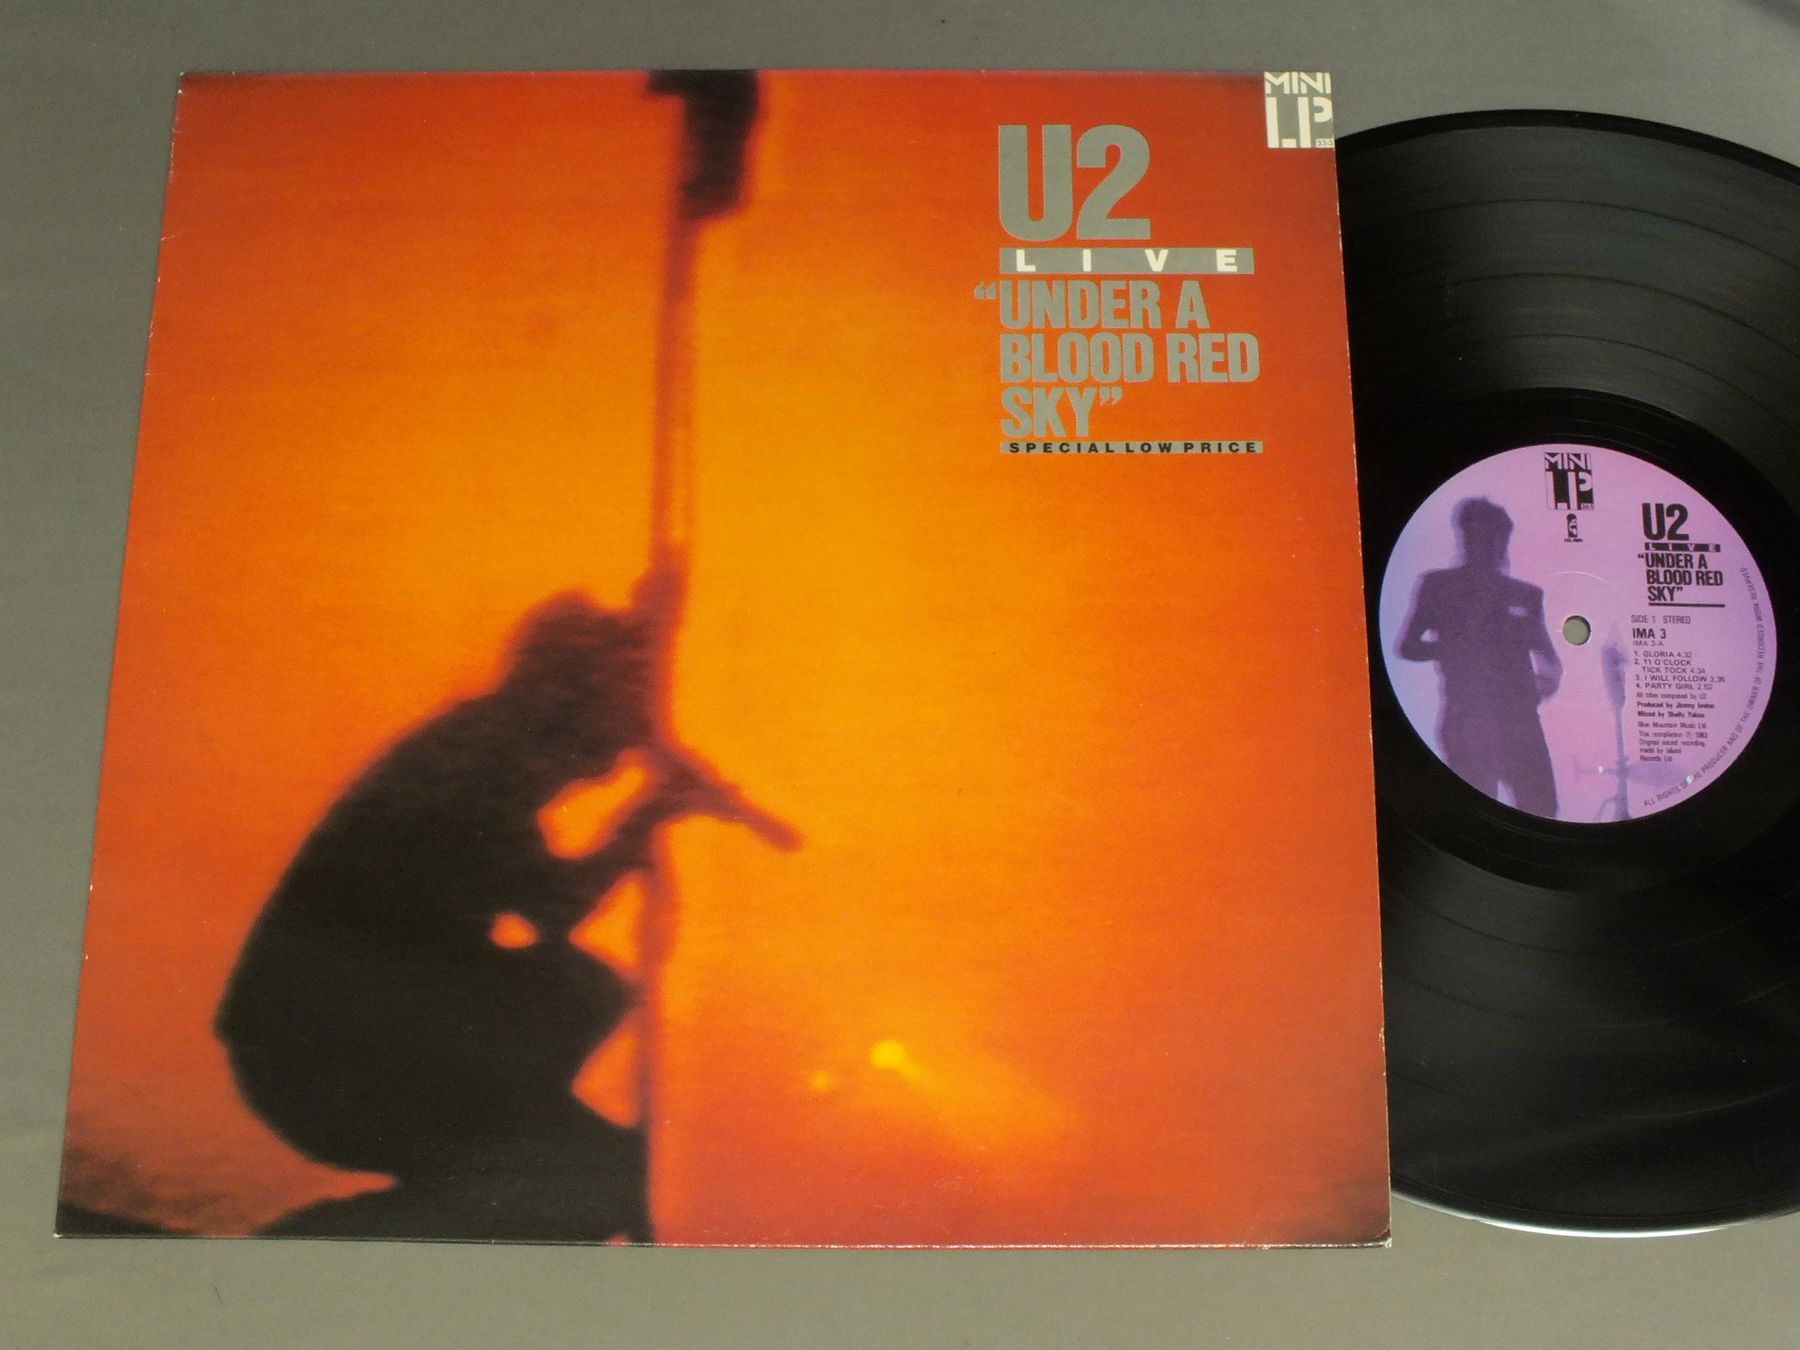 MINI
LP
33⅓
U2
LIVE
“UNDER A
BLOOD RED
SKY”
SPECIAL LOW PRICE
MINI
LP
33⅓
ISLAND
U2
LIVE
“UNDER A
BLOOD RED
SKY”
SIDE 1 STEREO
IMA 3
IMA 3-A
1. GLORIA 4.32
2. 11 O'CLOCK
TICK TOCK 4.34
3. I WILL FOLLOW 3.36
4. PARTY GIRL 2.52
All titles composed by U2
Produced by Jimmy Iovine
Mixed by Shelly Yakus
Blue Mountain Music Ltd.
This compilation ℗ 1983
Original sound recording
made by Island
Records Ltd.
ALL RIGHTS OF THE PRODUCER AND OF THE OWNER OF THE RECORDED WORK RESERVED